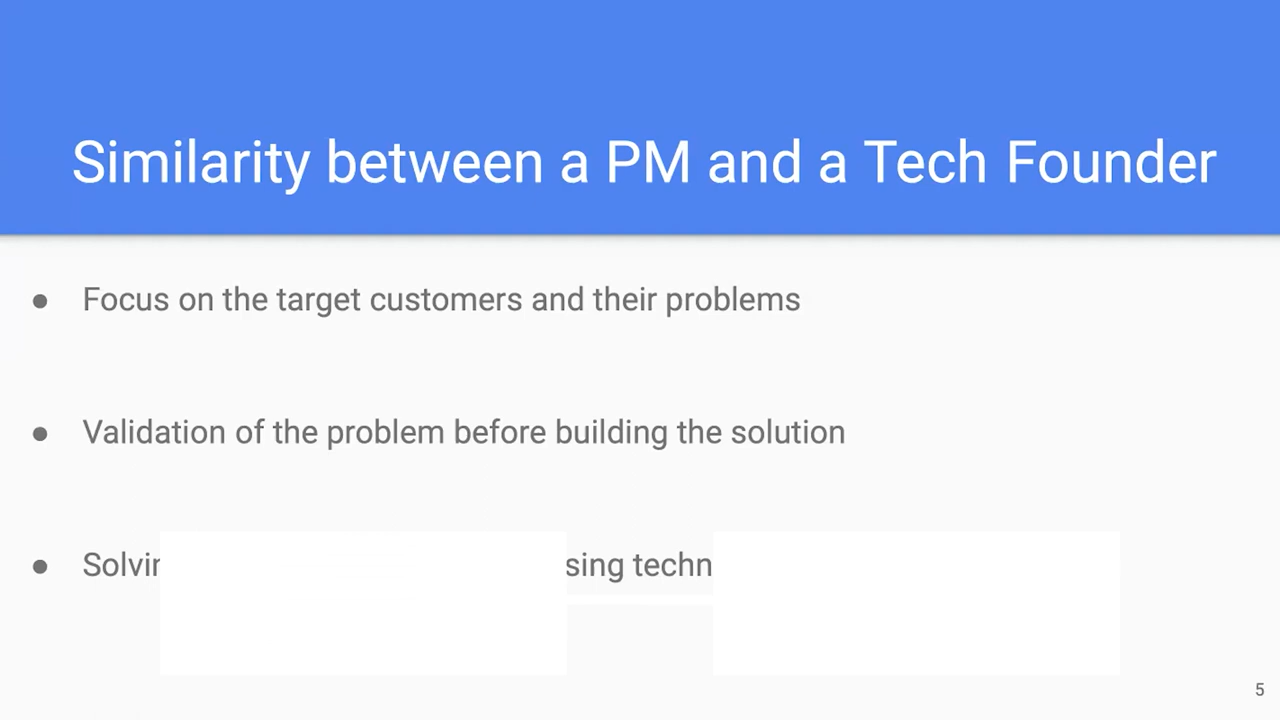 Similarity between a PM and a Tech Founder
● Focus on the target customers and their problems
● Validation of the problem before building the solution
● Solvin sing techn
5